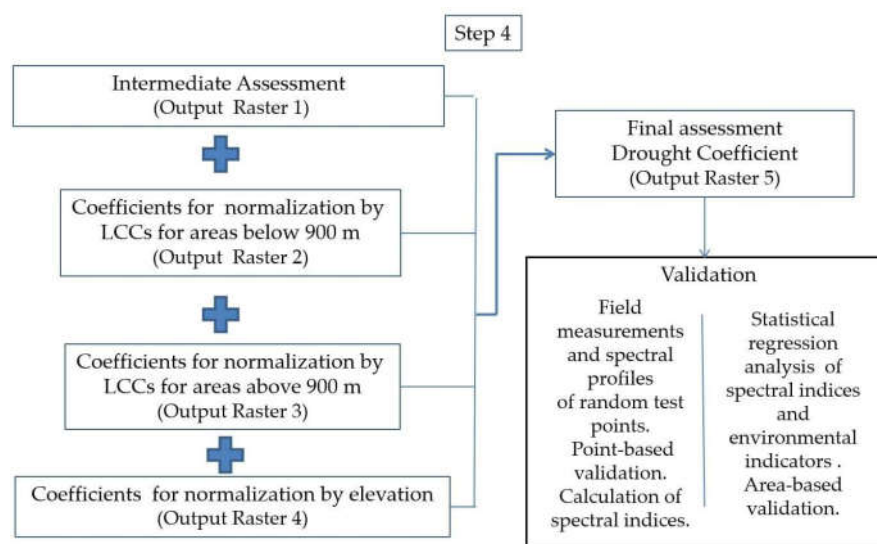 Step 4
Intermediate Assessment
(Output Raster 1)
Coefficients for normalization by
LCCs for areas below 900 m
(Output Raster 2)
Coefficients for normalization by
LCCs for areas above 900 m
(Output Raster 3)
Coefficients for normalization by elevation
(Output Raster 4)
Final assessment
Drought Coefficient
(Output Raster 5)
Validation
Field
measurements
and spectral
profiles
of random test
points.
Point-based
validation.
Calculation of
spectral indices.
Statistical
regression
analysis of
spectral indices
and
environmental
indicators .
Area-based
validation.